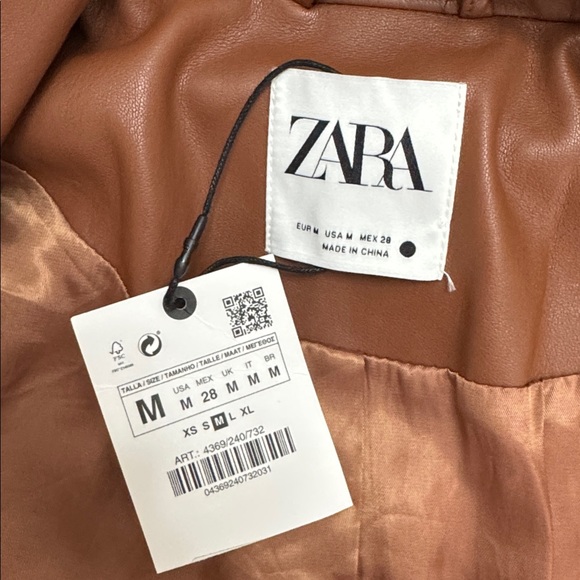 ZARA
EUR M USA M MEX 28
MADE IN CHINA
FSC
TALLA / SIZE / TAMANHO / TAILLE / MAAT / ΜΕΓΕΘΟΣ
M
USA MEX UK IT BR
M 28 M M M
XS S M L XL
ART.: 4369/240/732
04369240732031